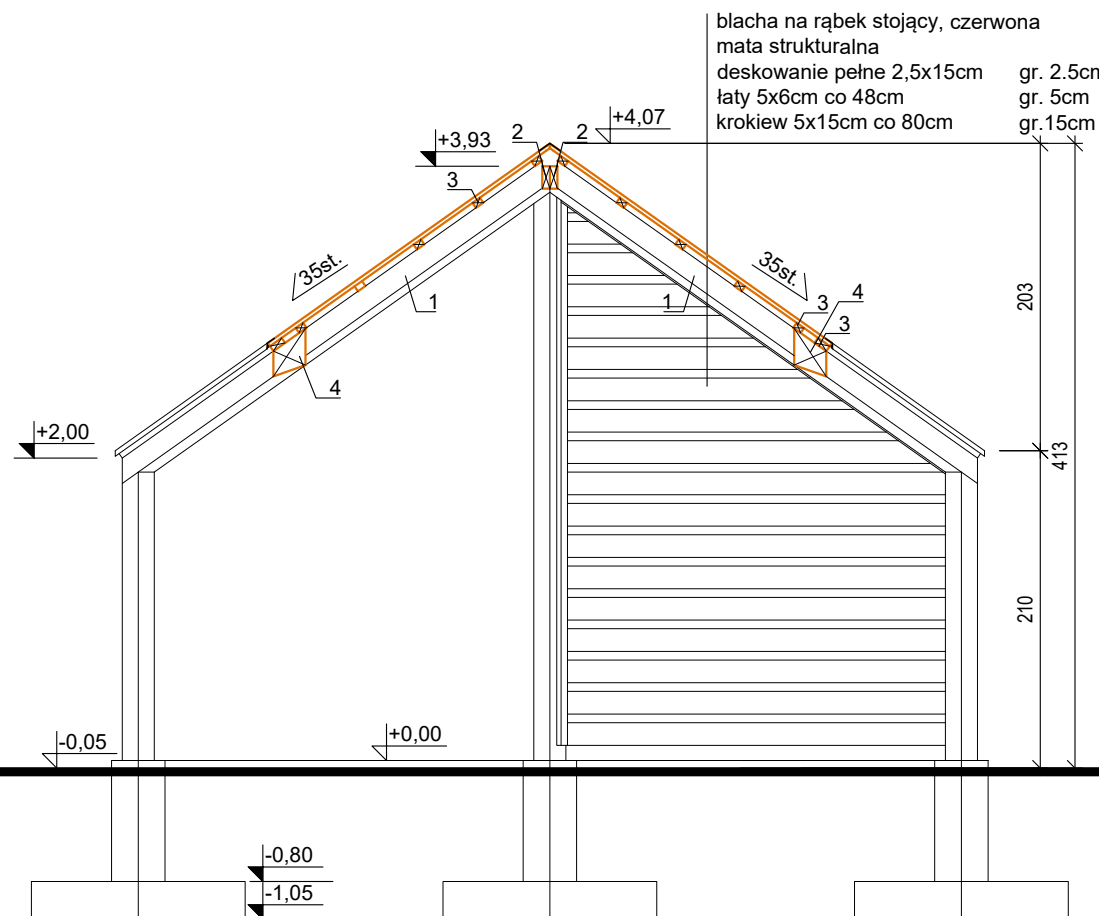 blacha na rąbek stojący, czerwona
mata strukturalna
deskowanie pełne 2,5x15cm gr. 2.5cm
łaty 5x6cm co 48cm gr. 5cm
krokiew 5x15cm co 80cm gr.15cm
+4,07
+3,93
2 2
3
35st. 35st.
1 1
3 4
3
4
203
+2,00
413
210
-0,05
+0,00
-0,80
-1,05